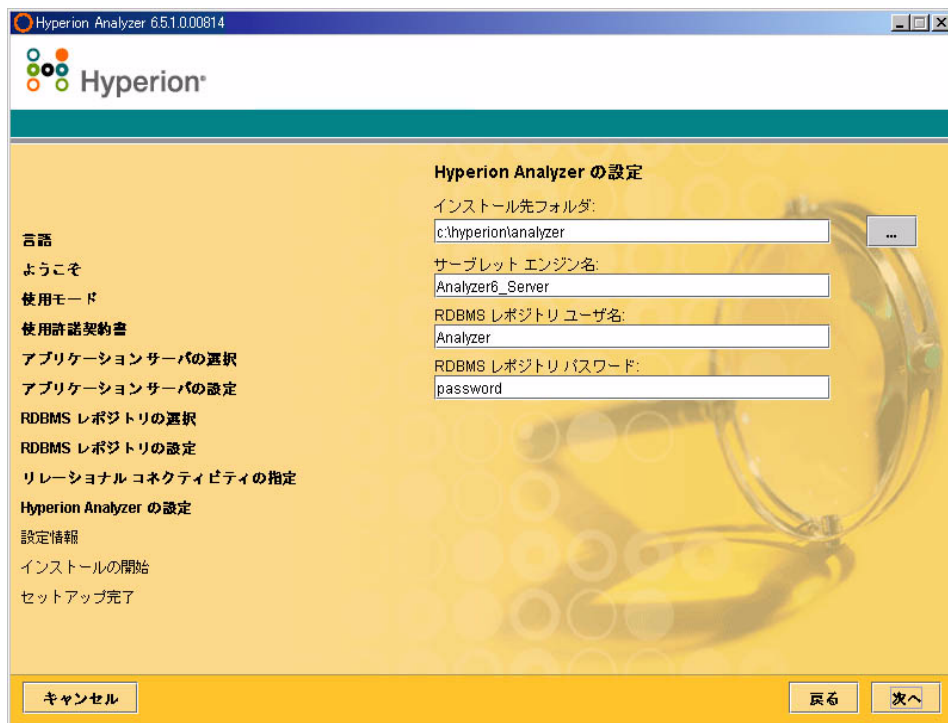 Hyperion Analyzer 6.5.1.0.00814
Hyperion®
Hyperion Analyzer の設定
インストール先フォルダ:
c:\hyperion\analyzer
...
サーブレット エンジン名:
Analyzer6_Server
RDBMS レポジトリ ユーザ名:
Analyzer
RDBMS レポジトリ パスワード:
password
言語
ようこそ
使用モード
使用許諾契約書
アプリケーション サーバの選択
アプリケーション サーバの設定
RDBMS レポジトリの選択
RDBMS レポジトリの設定
リレーショナル コネクティビティの指定
Hyperion Analyzer の設定
設定情報
インストールの開始
セットアップ完了
キャンセル
戻る
次へ